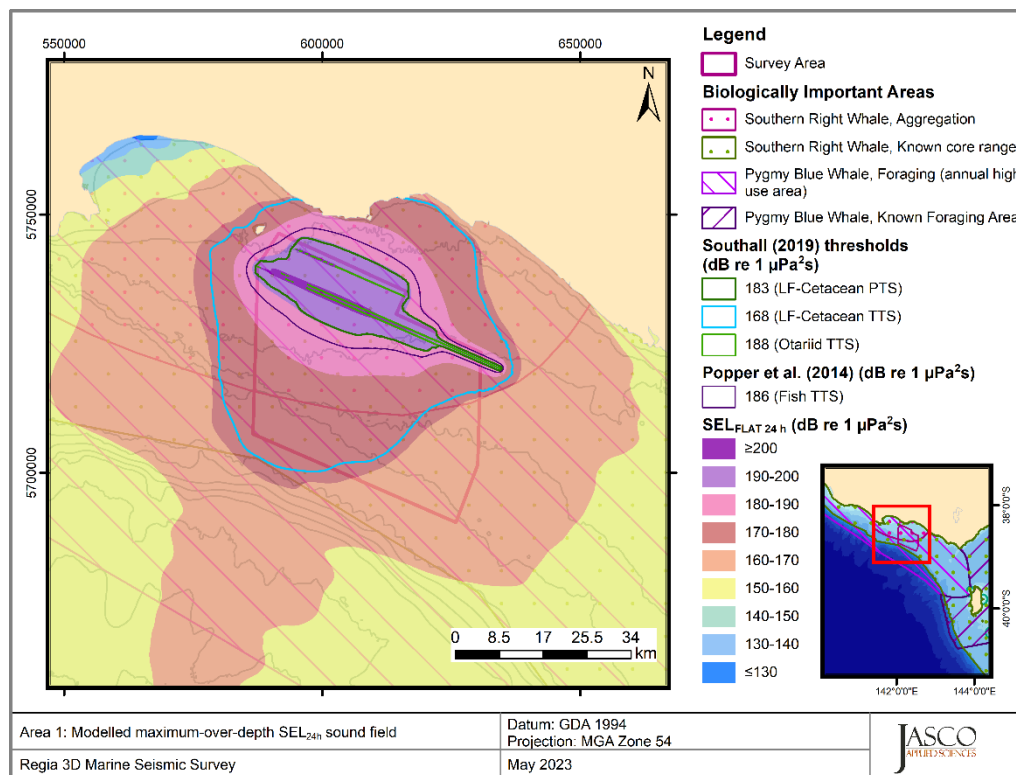 550000
600000
650000
5750000
5700000
N
0 8.5 17 25.5 34
km
Legend
Survey Area
Biologically Important Areas
Southern Right Whale, Aggregation
Southern Right Whale, Known core range
Pygmy Blue Whale, Foraging (annual high
use area)
Pygmy Blue Whale, Known Foraging Area
Southall (2019) thresholds
(dB re 1 µPa²s)
183 (LF-Cetacean PTS)
168 (LF-Cetacean TTS)
188 (Otariid TTS)
Popper et al. (2014) (dB re 1 µPa²s)
186 (Fish TTS)
SELFLAT 24 h (dB re 1 µPa²s)
≥200
190-200
180-190
170-180
160-170
150-160
140-150
130-140
≤130
38°0'0"S
40°0'0"S
142°0'0"E
144°0'0"E
Area 1: Modelled maximum-over-depth SEL24h sound field
Datum: GDA 1994
Projection: MGA Zone 54
Regia 3D Marine Seismic Survey
May 2023
JASCO
APPLIED SCIENCES